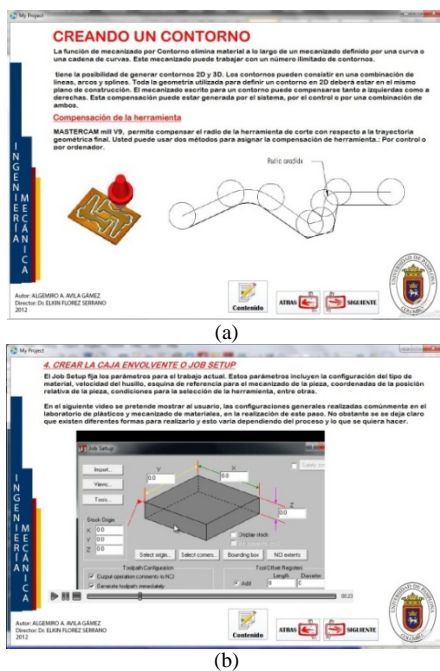 My Project
CREANDO UN CONTORNO
La función de mecanizado por Contorno elimina material a lo largo de un mecanizado definido por una curva o
una cadena de curvas. Este mecanizado puede trabajar con un número ilimitado de contornos.
tiene la posibilidad de generar contornos 2D y 3D. Los contornos pueden consistir en una combinación de
líneas, arcos y splines. Toda la geometría utilizada para definir un contorno en 2D deberá estar en el mismo
plano de construcción. El mecanizado escrito para un contorno puede compensarse tanto a izquierdas como a
derechas. Esta compensación puede estar generada por el sistema, por el control o por una combinación de
ambos.
Compensación de la herramienta
MASTERCAM mill V9, permite compensar el radio de la herramienta de corte con respecto a la trayectoria
geométrica final. Usted puede usar dos métodos para asignar la compensación de herramienta.: Por control o
por ordenador.
INGENIERÍA
MECÁNICA
Autor: ALGEMIRO A. AVILA GÁMEZ
Director: Dr. ELKIN FLOREZ SERRANO
2012
Contenido
ATRAS
SIGUIENTE
UNIVERSIDAD DE PAMPLONA
COLOMBIA
(a)
My Project
4. CREAR LA CAJA ENVOLVENTE O JOB SETUP
El Job Setup fija los parámetros para el trabajo actual. Estos parámetros incluyen la configuración del tipo de
material, velocidad del husillo, esquina de referencia para el mecanizado de la pieza, coordenadas de la posición
relativa de la pieza, condiciones para la selección de la herramienta, entre otras.
En el siguiente video se pretende mostrar al usuario, las configuraciones generales realizadas comúnmente en el
laboratorio de plásticos y mecanizado de materiales, en la realización de este paso. No obstante se se deja claro
que existen diferentes formas para realizarlo y esto varía dependiendo del proceso y lo que se quiera hacer.
Job Setup
Import...
Views...
Tools...
Y
0.0
X
0.0
Z
0.0
Stock Origin
X 0.0
Y 0.0
Z 0.0
Display stock
Select origin...
Select corners...
Bounding box
NCI extents
Toolpath Configuration
Tool Offset Registers
Output operation comments to NCI
Generate toolpath immediately
Add
Length
Diameter
00:23
INGENIERÍA
MECÁNICA
Autor: ALGEMIRO A. AVILA GÁMEZ
Director: Dr. ELKIN FLOREZ SERRANO
2012
Contenido
ATRAS
SIGUIENTE
COLOMBIA
(b)